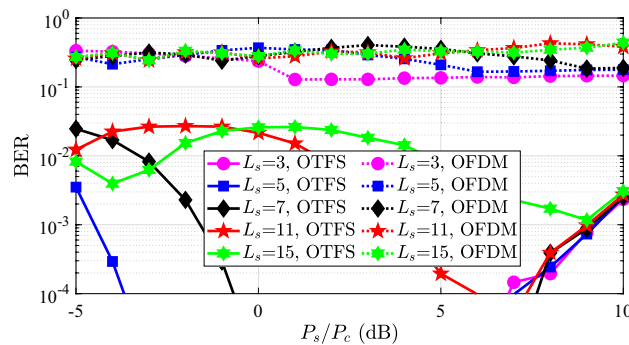 10^0
10^-1
10^-2
10^-3
10^-4
BER
L_s=3, OTFS L_s=3, OFDM
L_s=5, OTFS L_s=5, OFDM
L_s=7, OTFS L_s=7, OFDM
L_s=11, OTFS L_s=11, OFDM
L_s=15, OTFS L_s=15, OFDM
-5 0 5 10
P_s/P_c (dB)